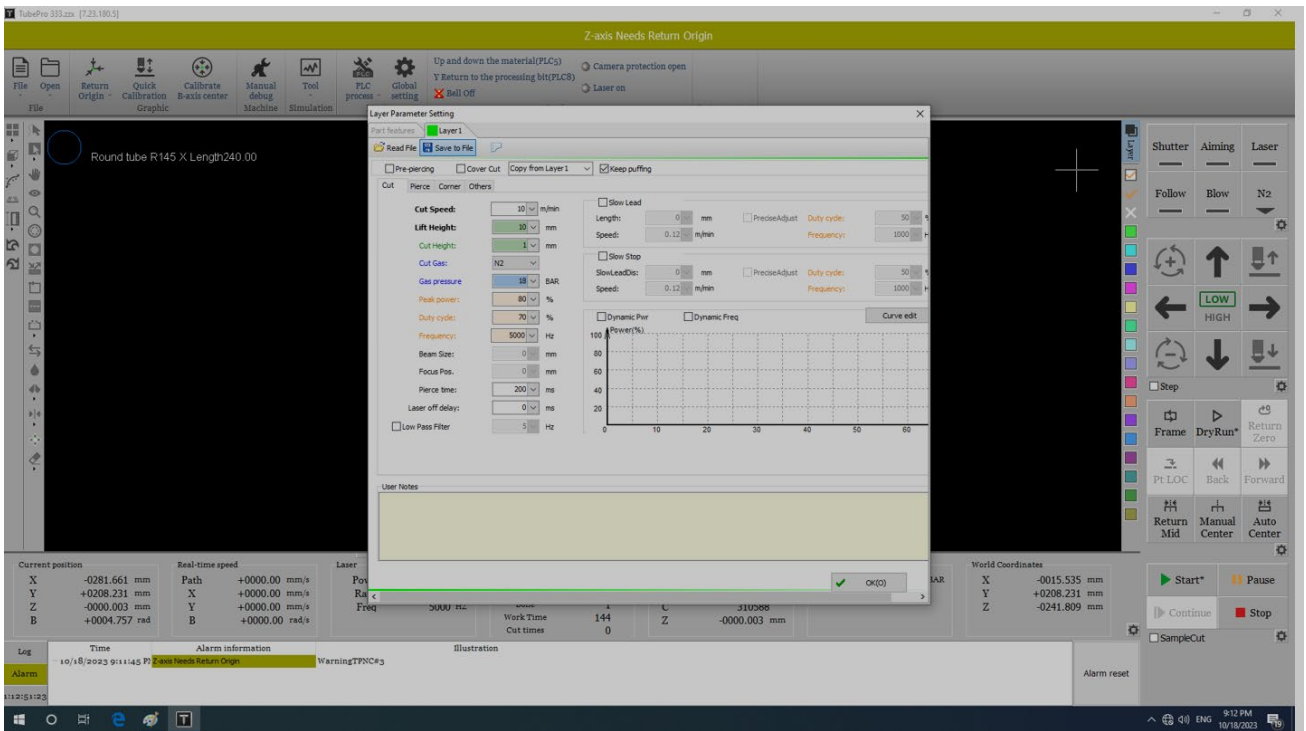 TubePro 333.zzx [7.23.180.5]
Z-axis Needs Return Origin
File Open Return Origin Quick Calibration Calibrate B-axis center Manual debug Tool PLC process Global setting
Up and down the material(PLC5)
Y Return to the processing bit(PLC8)
Bell Off
Camera protection open
Laser on
File Graphic Machine Simulation
Round tube R145 X Length240.00
Layer
Layer Parameter Setting
Part features Layer1
Read File Save to File
Pre-piercing Cover Cut Copy from Layer1 Keep puffing
Cut Pierce Corner Others
Cut Speed: 10 m/min
Lift Height: 10 mm
Cut Height: 1 mm
Cut Gas: N2
Gas pressure 18 BAR
Peak power: 80 %
Duty cycle: 70 %
Frequency: 5000 Hz
Beam Size: 0 mm
Focus Pos. 0 mm
Pierce time: 200 ms
Laser off delay: 0 ms
Low Pass Filter 5 Hz
Slow Lead
Length: 0 mm PreciseAdjust Duty cycle: 50
Speed: 0.12 m/min Frequency: 1000
Slow Stop
SlowLeadDis: 0 mm PreciseAdjust Duty cycle: 50
Speed: 0.12 m/min Frequency: 1000
Dynamic Pwr Dynamic Freq Curve edit
Power(%)
100
80
60
40
20
0 10 20 30 40 50 60
User Notes
OK(O)
Shutter Aiming Laser
Follow Blow N2
LOW
HIGH
Step
Frame DryRun* Return Zero
Pt LOC Back Forward
Return Mid Manual Center Auto Center
Start* Pause
Continue Stop
SampleCut
Current position
X -0281.661 mm
Y +0208.231 mm
Z -0000.003 mm
B +0004.757 rad
Real-time speed
Path +0000.00 mm/s
X +0000.00 mm/s
Y +0000.00 mm/s
B +0000.00 rad/s
Laser
Freq 5000 Hz
1
Work Time 144
Cut times 0
C 310588
Z -0000.003 mm
BAR
World Coordinates
X -0015.535 mm
Y +0208.231 mm
Z -0241.809 mm
Log
Alarm
1:12:51:23
Time Alarm information Illustration
10/18/2023 9:11:45 P Z-axis Needs Return Origin WarningTPNC#3
Alarm reset
ENG 9:12 PM
10/18/2023
19